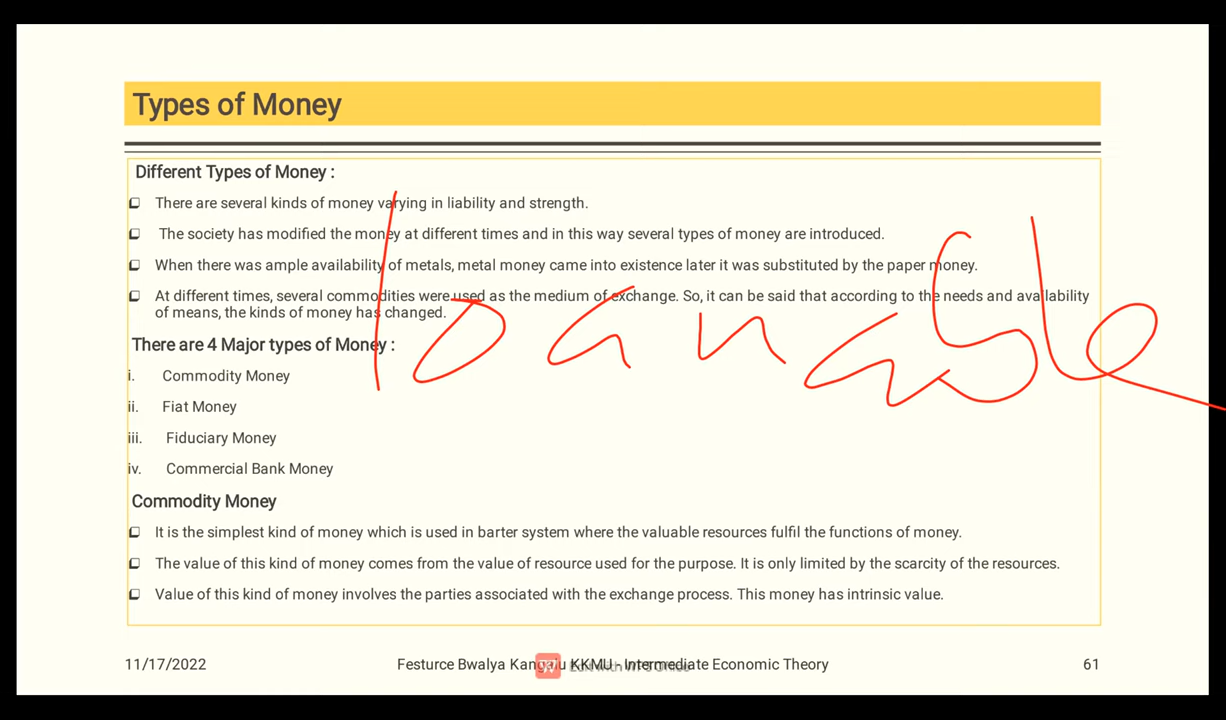 Types of Money
Different Types of Money :
There are several kinds of money varying in liability and strength.
The society has modified the money at different times and in this way several types of money are introduced.
When there was ample availability of metals, metal money came into existence later it was substituted by the paper money.
At different times, several commodities were used as the medium of exchange. So, it can be said that according to the needs and availability
of means, the kinds of money has changed.
loanable
There are 4 Major types of Money :
i. Commodity Money
ii. Fiat Money
iii. Fiduciary Money
iv. Commercial Bank Money
Commodity Money
It is the simplest kind of money which is used in barter system where the valuable resources fulfil the functions of money.
The value of this kind of money comes from the value of resource used for the purpose. It is only limited by the scarcity of the resources.
Value of this kind of money involves the parties associated with the exchange process. This money has intrinsic value.
11/17/2022 Festurce Bwalya KKMU - Intermediate Economic Theory 61